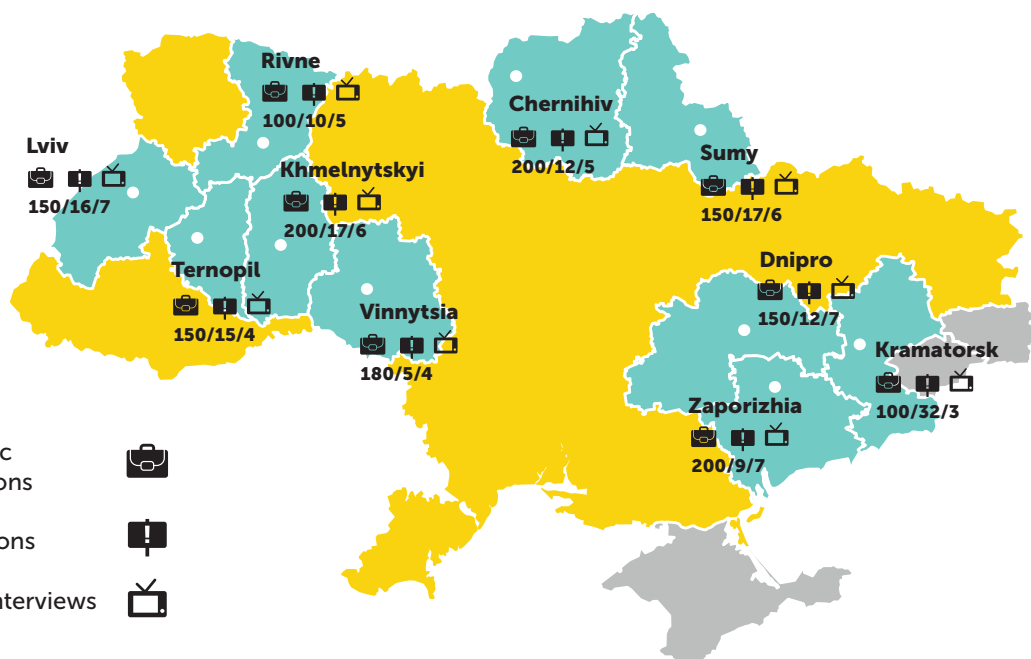 Rivne
100/10/5
Chernihiv
200/12/5
Lviv
150/16/7
Khmelnytskyi
200/17/6
Sumy
150/17/6
Ternopil
150/15/4
Vinnytsia
180/5/4
Dnipro
150/12/7
Kramatorsk
100/32/3
Zaporizhia
200/9/7
c
ons
ons
nterviews